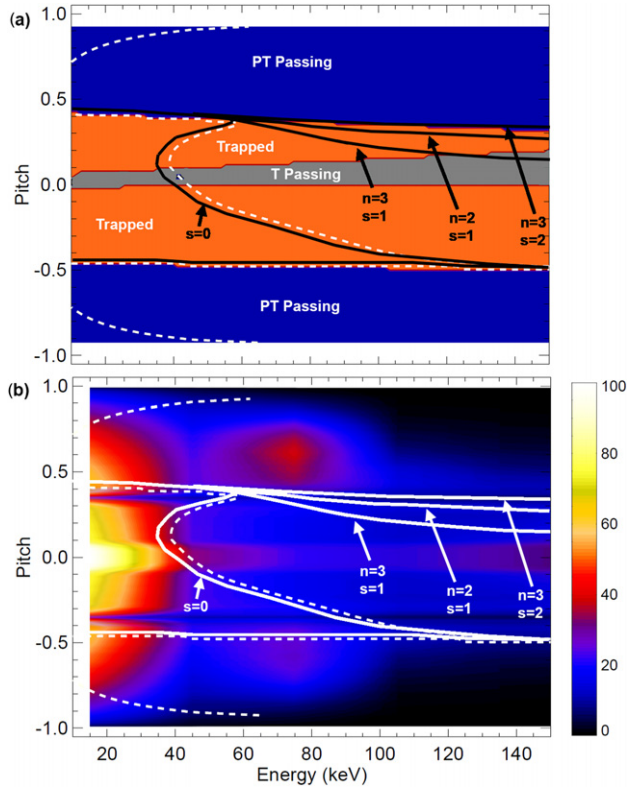 (a)
1.0
PT Passing
0.5
Trapped
T Passing
Pitch
0.0
n=3
s=1
n=2
s=1
n=3
s=2
Trapped
s=0
-0.5
PT Passing
-1.0
(b)
1.0
100
0.5
80
60
Pitch
0.0
n=3
s=1
n=2
s=1
n=3
s=2
s=0
40
-0.5
20
-1.0
0
20 40 60 80 100 120 140
Energy (keV)